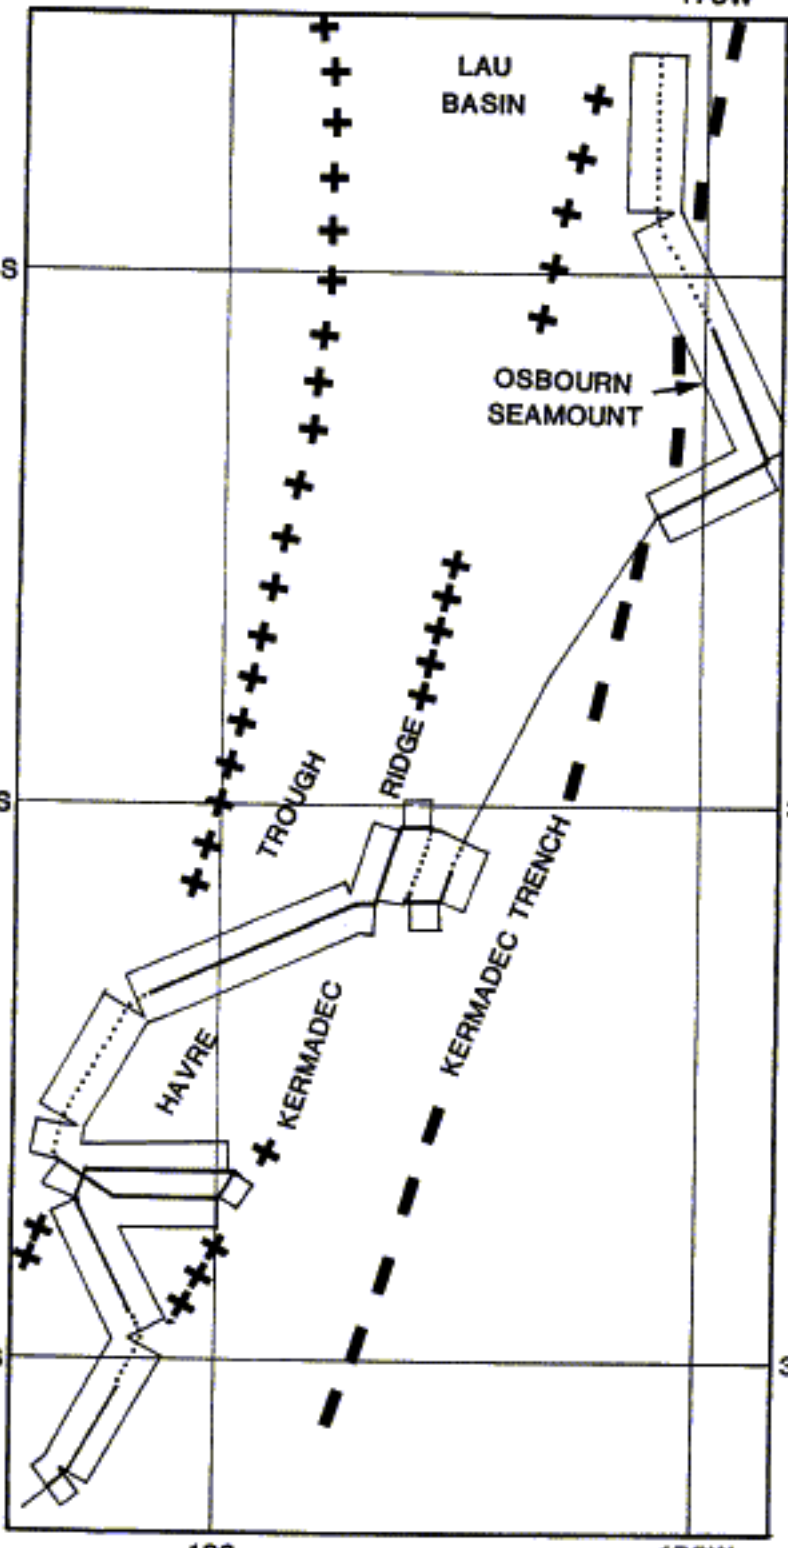 LAU
BASIN
S
OSBOURN
SEAMOUNT
RIDGE
TROUGH
S
KERMADEC TRENCH
KERMADEC
HAVRE